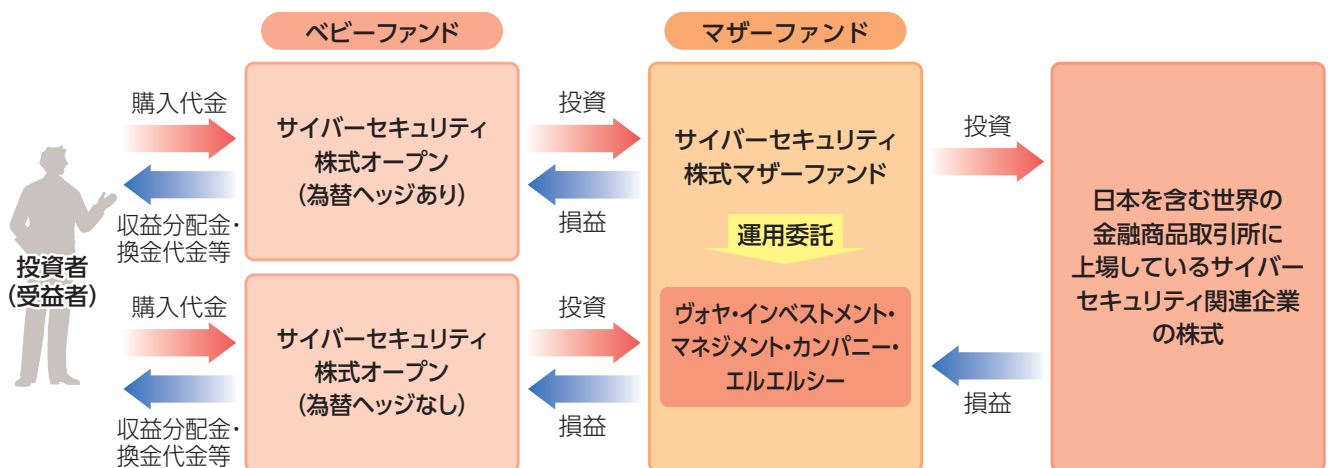 ベビーファンド
マザーファンド
購入代金
収益分配金・
換金代金等
投資者
(受益者)
購入代金
収益分配金・
換金代金等
サイバーセキュリティ
株式オープン
(為替ヘッジあり)
サイバーセキュリティ
株式オープン
(為替ヘッジなし)
投資
損益
投資
損益
サイバーセキュリティ
株式マザーファンド
運用委託
ヴォヤ・インベストメント・
マネジメント・カンパニー・
エルエルシー
投資
損益
日本を含む世界の
金融商品取引所に
上場しているサイバー
セキュリティ関連企業
の株式